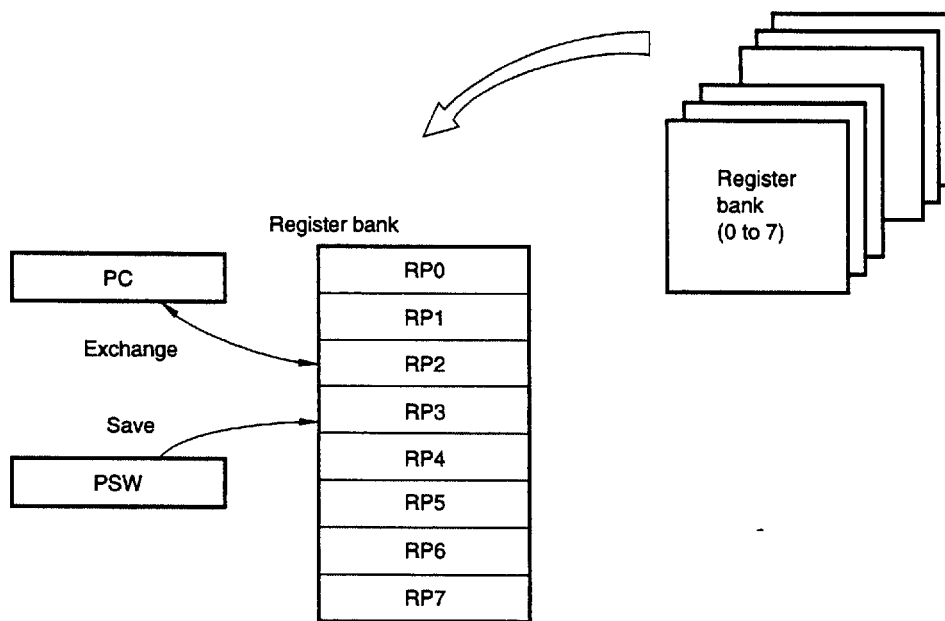 Register
bank
(0 to 7)
Register bank
PC
RP0
RP1
Exchange
RP2
RP3
Save
RP4
PSW
RP5
RP6
RP7